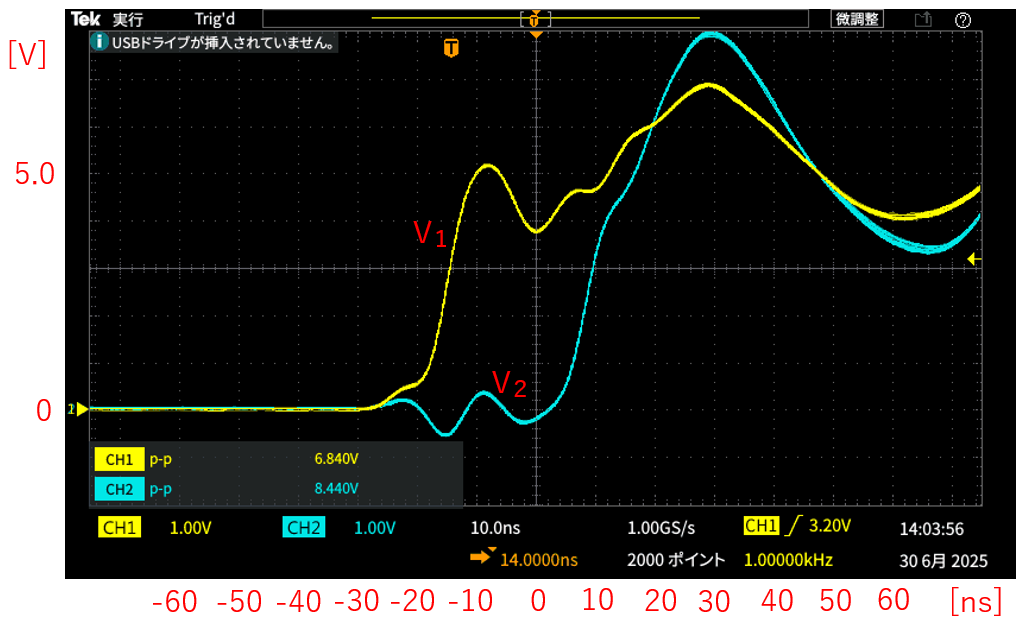 Tek 実行 Trig'd T 微調整 ?
[V]
i USBドライブが挿入されていません。
T
5.0
V1
V2
0
CH1 p-p 6.840V
CH2 p-p 8.440V
CH1 1.00V CH2 1.00V 10.0ns 1.00GS/s CH1 3.20V 14:03:56
14.0000ns 2000 ポイント 1.00000kHz 30 6月 2025
-60 -50 -40 -30 -20 -10 0 10 20 30 40 50 60 [ns]